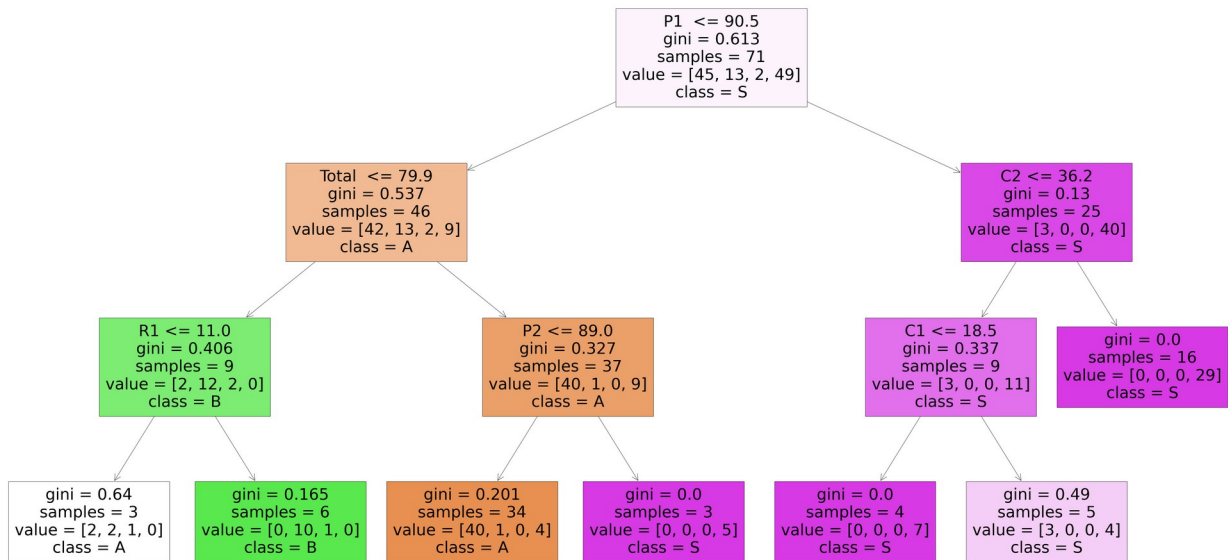 P1  <= 90.5
gini = 0.613
samples = 71
value = [45, 13, 2, 49]
class = S
Total  <= 79.9
gini = 0.537
samples = 46
value = [42, 13, 2, 9]
class = A
C2 <= 36.2
gini = 0.13
samples = 25
value = [3, 0, 0, 40]
class = S
R1 <= 11.0
gini = 0.406
samples = 9
value = [2, 12, 2, 0]
class = B
P2 <= 89.0
gini = 0.327
samples = 37
value = [40, 1, 0, 9]
class = A
C1 <= 18.5
gini = 0.337
samples = 9
value = [3, 0, 0, 11]
class = S
gini = 0.0
samples = 16
value = [0, 0, 0, 29]
class = S
gini = 0.64
samples = 3
value = [2, 2, 1, 0]
class = A
gini = 0.165
samples = 6
value = [0, 10, 1, 0]
class = B
gini = 0.201
samples = 34
value = [40, 1, 0, 4]
class = A
gini = 0.0
samples = 3
value = [0, 0, 0, 5]
class = S
gini = 0.0
samples = 4
value = [0, 0, 0, 7]
class = S
gini = 0.49
samples = 5
value = [3, 0, 0, 4]
class = S